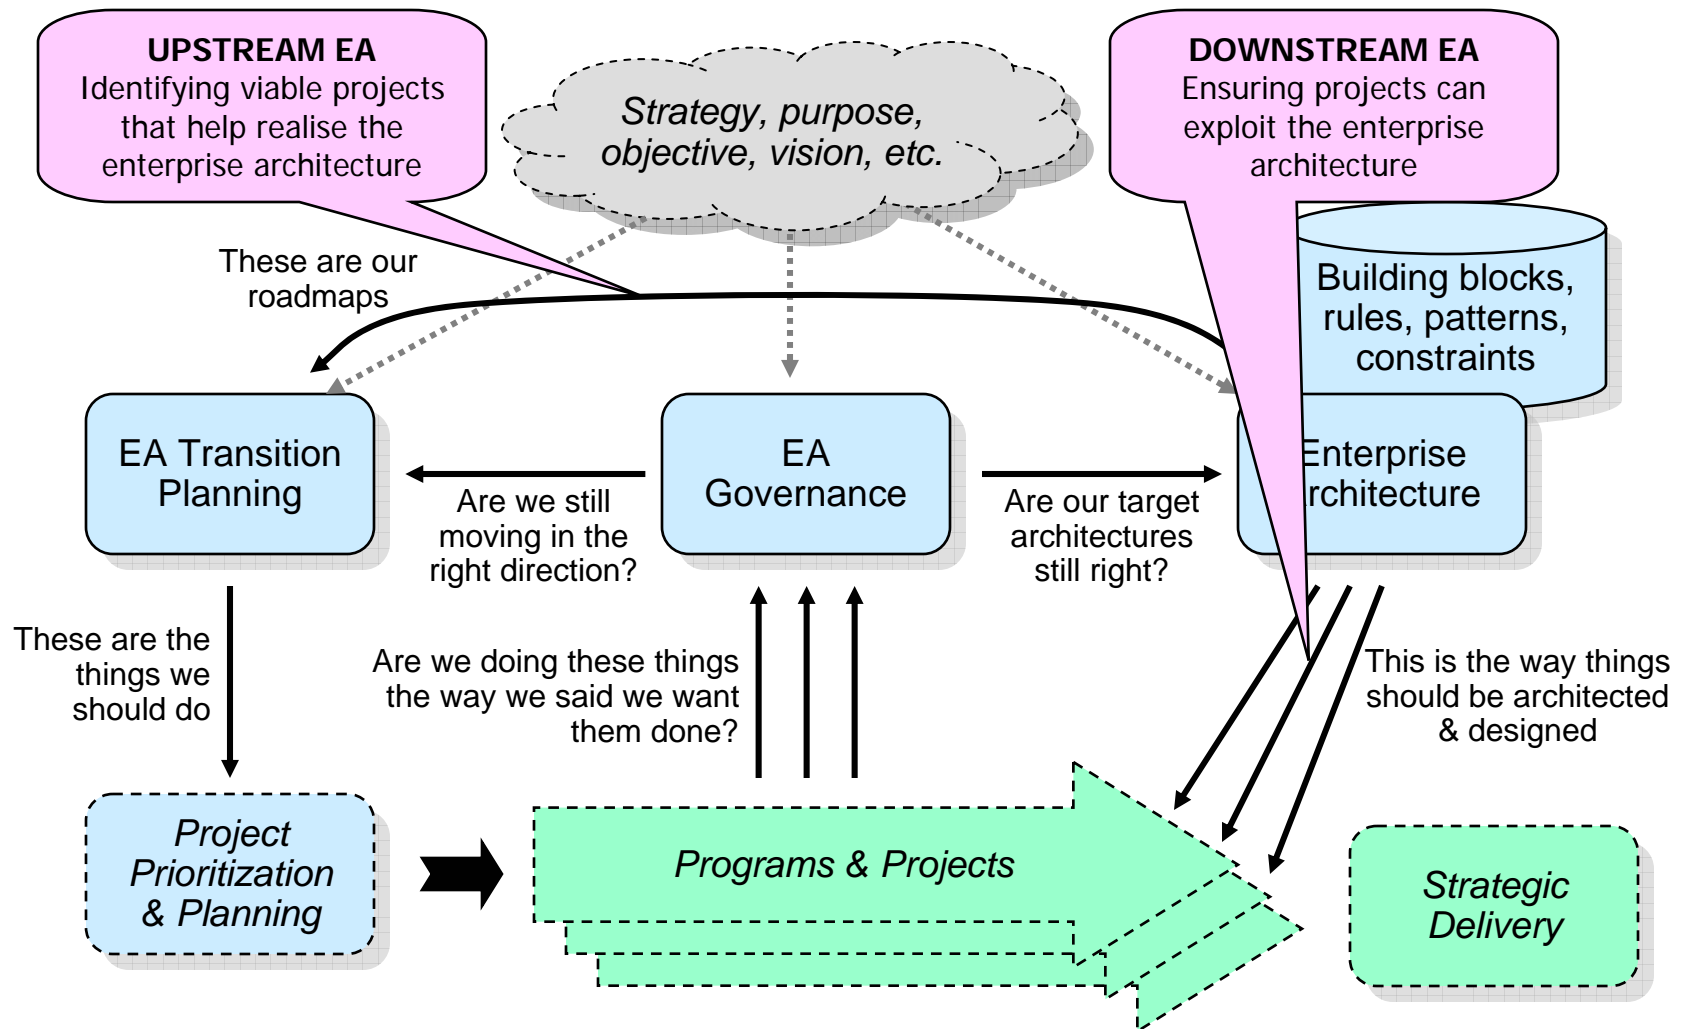 UPSTREAM EA
Identifying viable projects
that help realise the
enterprise architecture
Strategy, purpose,
objective, vision, etc.
DOWNSTREAM EA
Ensuring projects can
exploit the enterprise
architecture
These are our
roadmaps
Building blocks,
rules, patterns,
constraints
EA Transition
Planning
Are we still
moving in the
right direction?
EA
Governance
Are our target
architectures
still right?
Enterprise
rchitecture
These are the
things we
should do
Are we doing these things
the way we said we want
them done?
This is the way things
should be architected
& designed
Project
Prioritization
& Planning
Programs & Projects
Strategic
Delivery